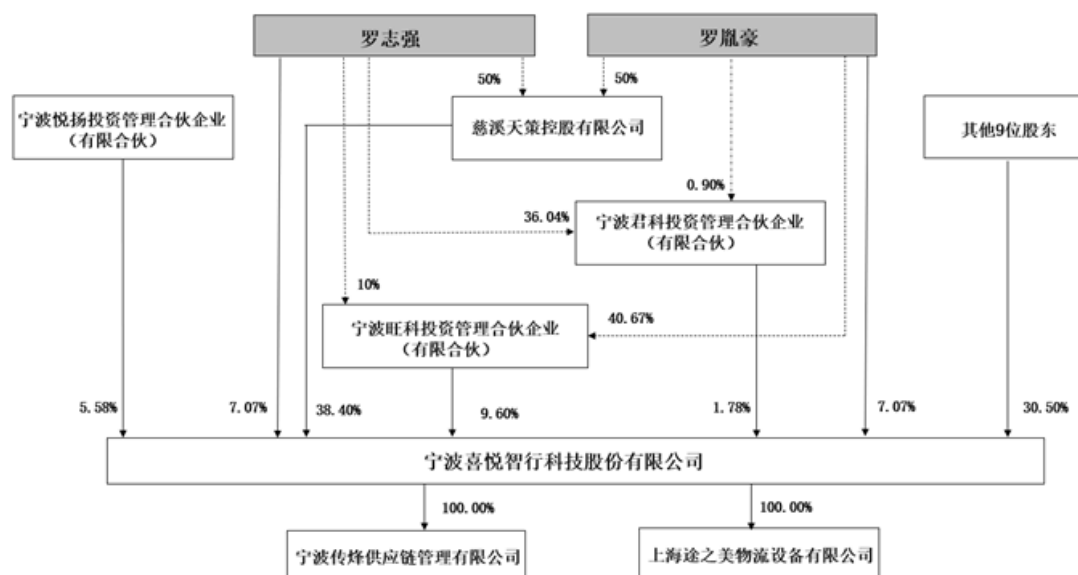 罗志强
罗胤豪
50%
50%
宁波悦扬投资管理合伙企业
（有限合伙）
慈溪天策控股有限公司
其他9位股东
0.90%
36.04%
宁波君科投资管理合伙企业
（有限合伙）
10%
宁波旺科投资管理合伙企业
（有限合伙）
40.67%
5.58%
7.07%
38.40%
9.60%
1.78%
7.07%
30.50%
宁波喜悦智行科技股份有限公司
100.00%
100.00%
宁波传烽供应链管理有限公司
上海途之美物流设备有限公司